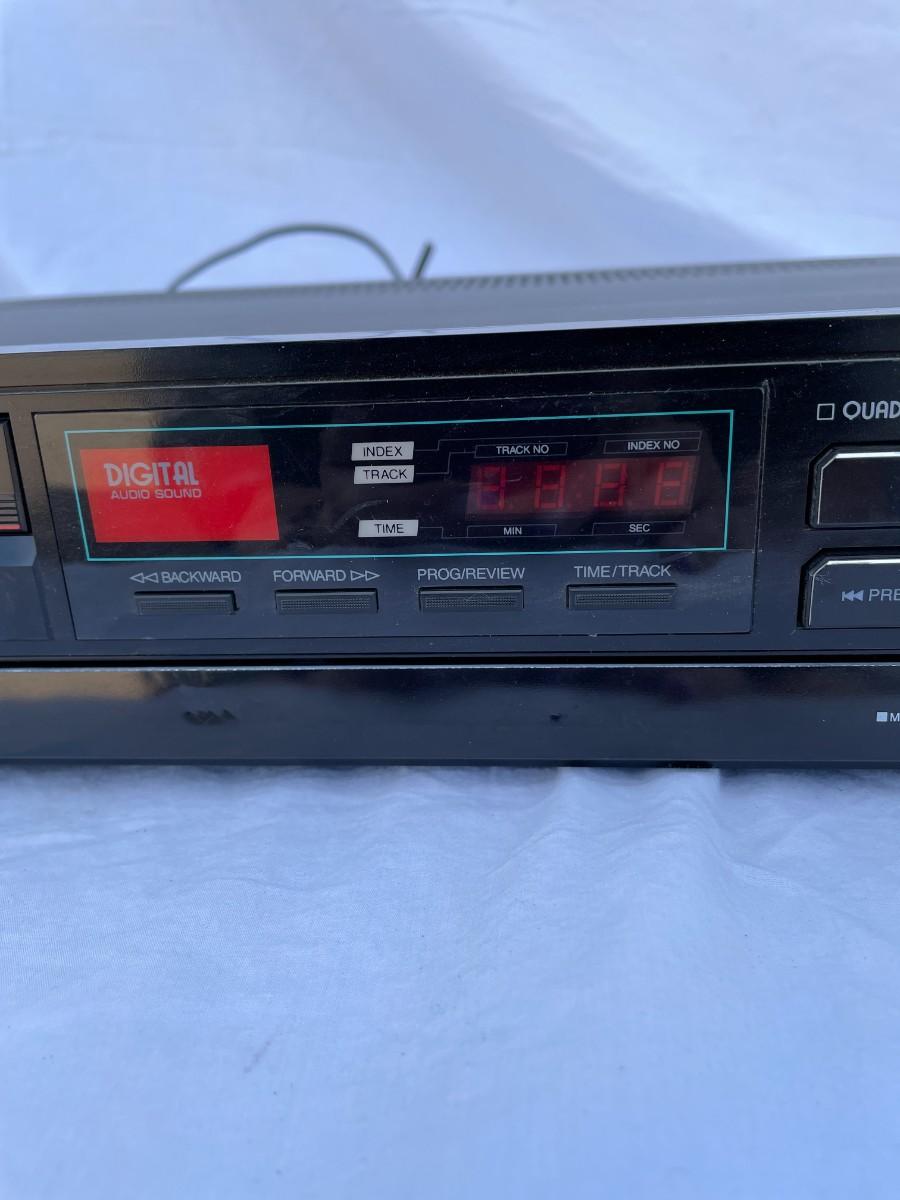 DIGITAL
AUDIO SOUND
INDEX
TRACK
TIME
TRACK NO
INDEX NO
MIN
SEC
BACKWARD
FORWARD
PROG/REVIEW
TIME/TRACK
QUAD
PRE
M